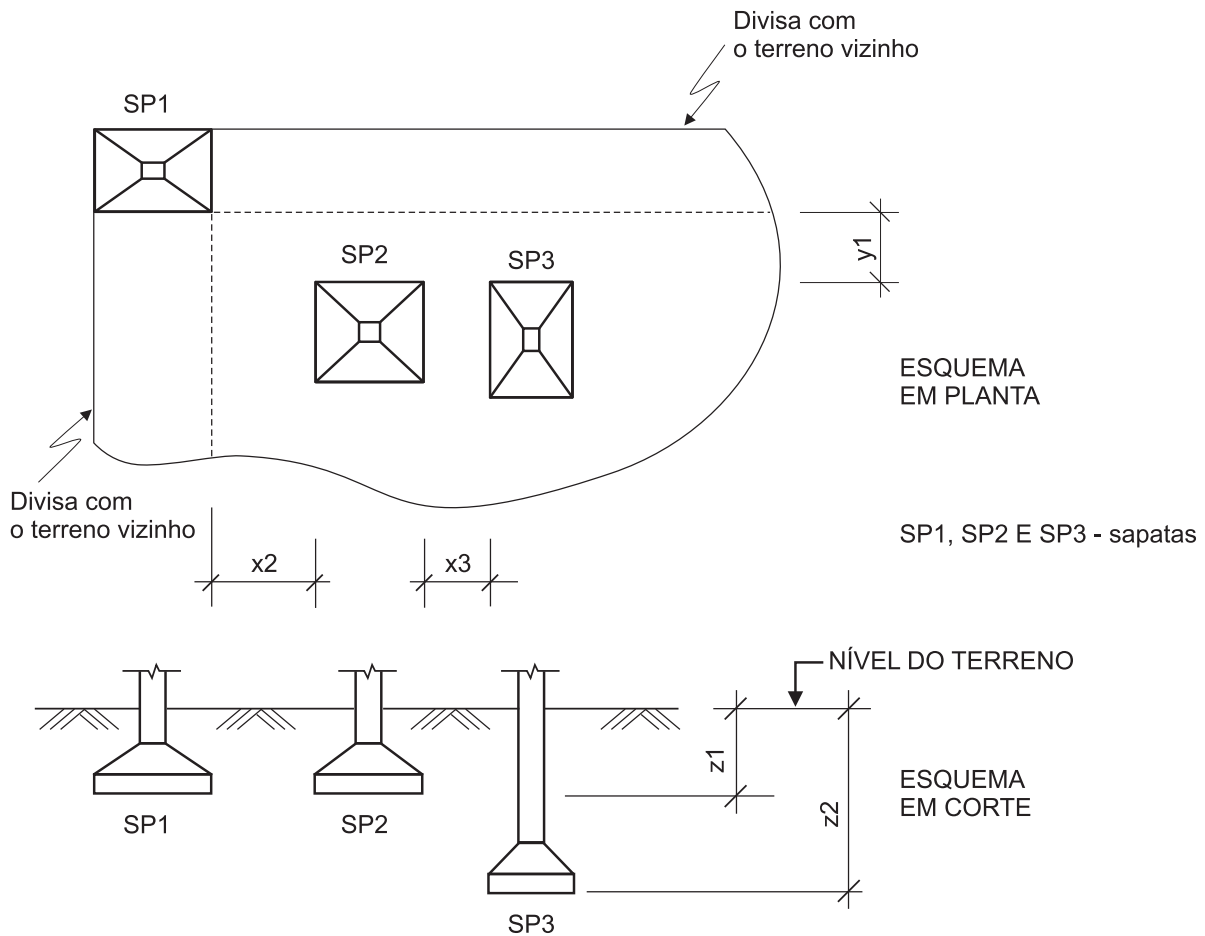 Divisa com
o terreno vizinho
SP1
SP2
SP3
y1
ESQUEMA
EM PLANTA
Divisa com
o terreno vizinho
SP1, SP2 E SP3 - sapatas
x2
x3
NÍVEL DO TERRENO
z1
z2
ESQUEMA
EM CORTE
SP1
SP2
SP3